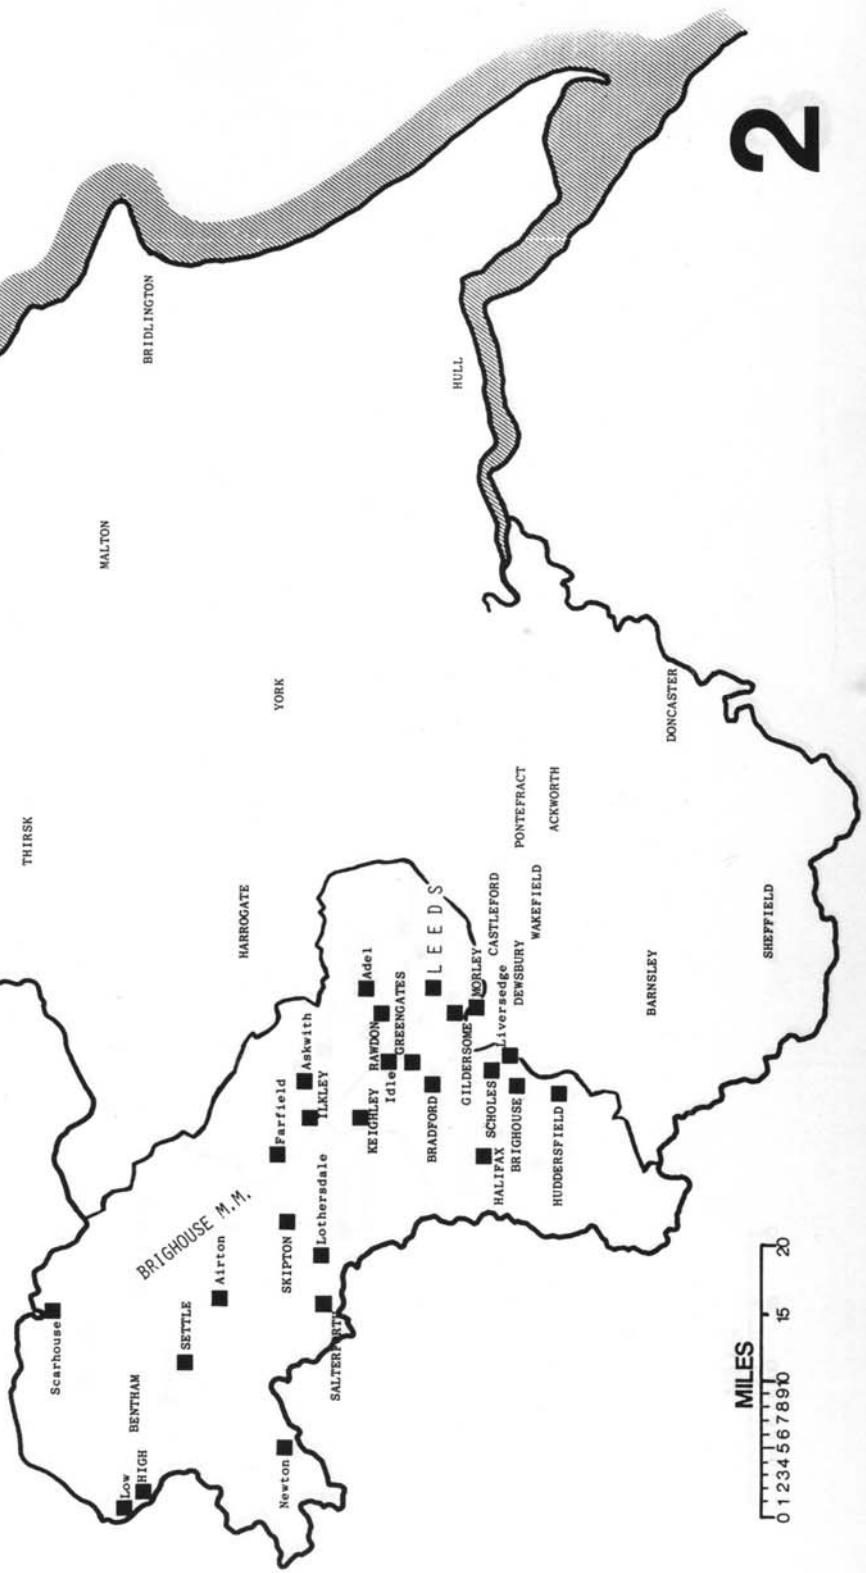 THIRSK
MALTON
BRIDLINGTON
Scarhouse
Low
HIGH
BENTHAM
SETTLE
BRIGHOUSE M.M.
Airton
HARROGATE
YORK
Newton
SKIPTON
Farfield
Askwith
ILKLEY
Lothersdale
SALTERFORTH
Adel
RAWDON
KEIGHLEY
Idle
GREENGATES
BRADFORD
LEEDS
HULL
GILDERSOME
MORLEY
HALIFAX
SCHOLES
Liversedge
CASTLEFORD
BRIGHOUSE
DEWSBURY
PONTEFRACT
WAKEFIELD
HUDDERSFIELD
ACKWORTH
BARNSLEY
DONCASTER
SHEFFIELD
MILES
0 1 2 3 4 5 6 7 8 9 10 15 20
2